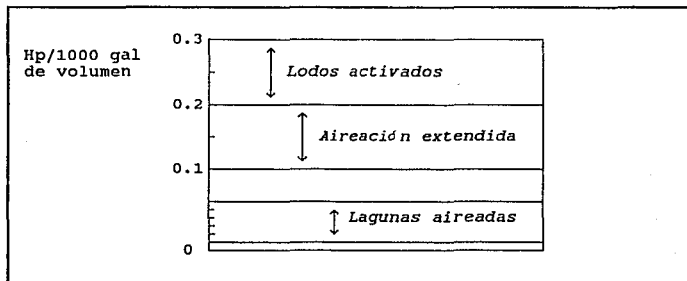 0.3
Hp/1000 gal
de volumen
Lodos activados
0.2
Aireación extendida
0.1
Lagunas aireadas
0